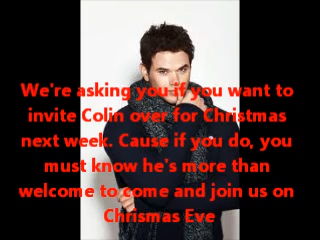 We're asking you if you want to
invite Colin over for Christmas
next week. Cause if you do, you
must know he's more than
welcome to come and join us on
Chrismas Eve